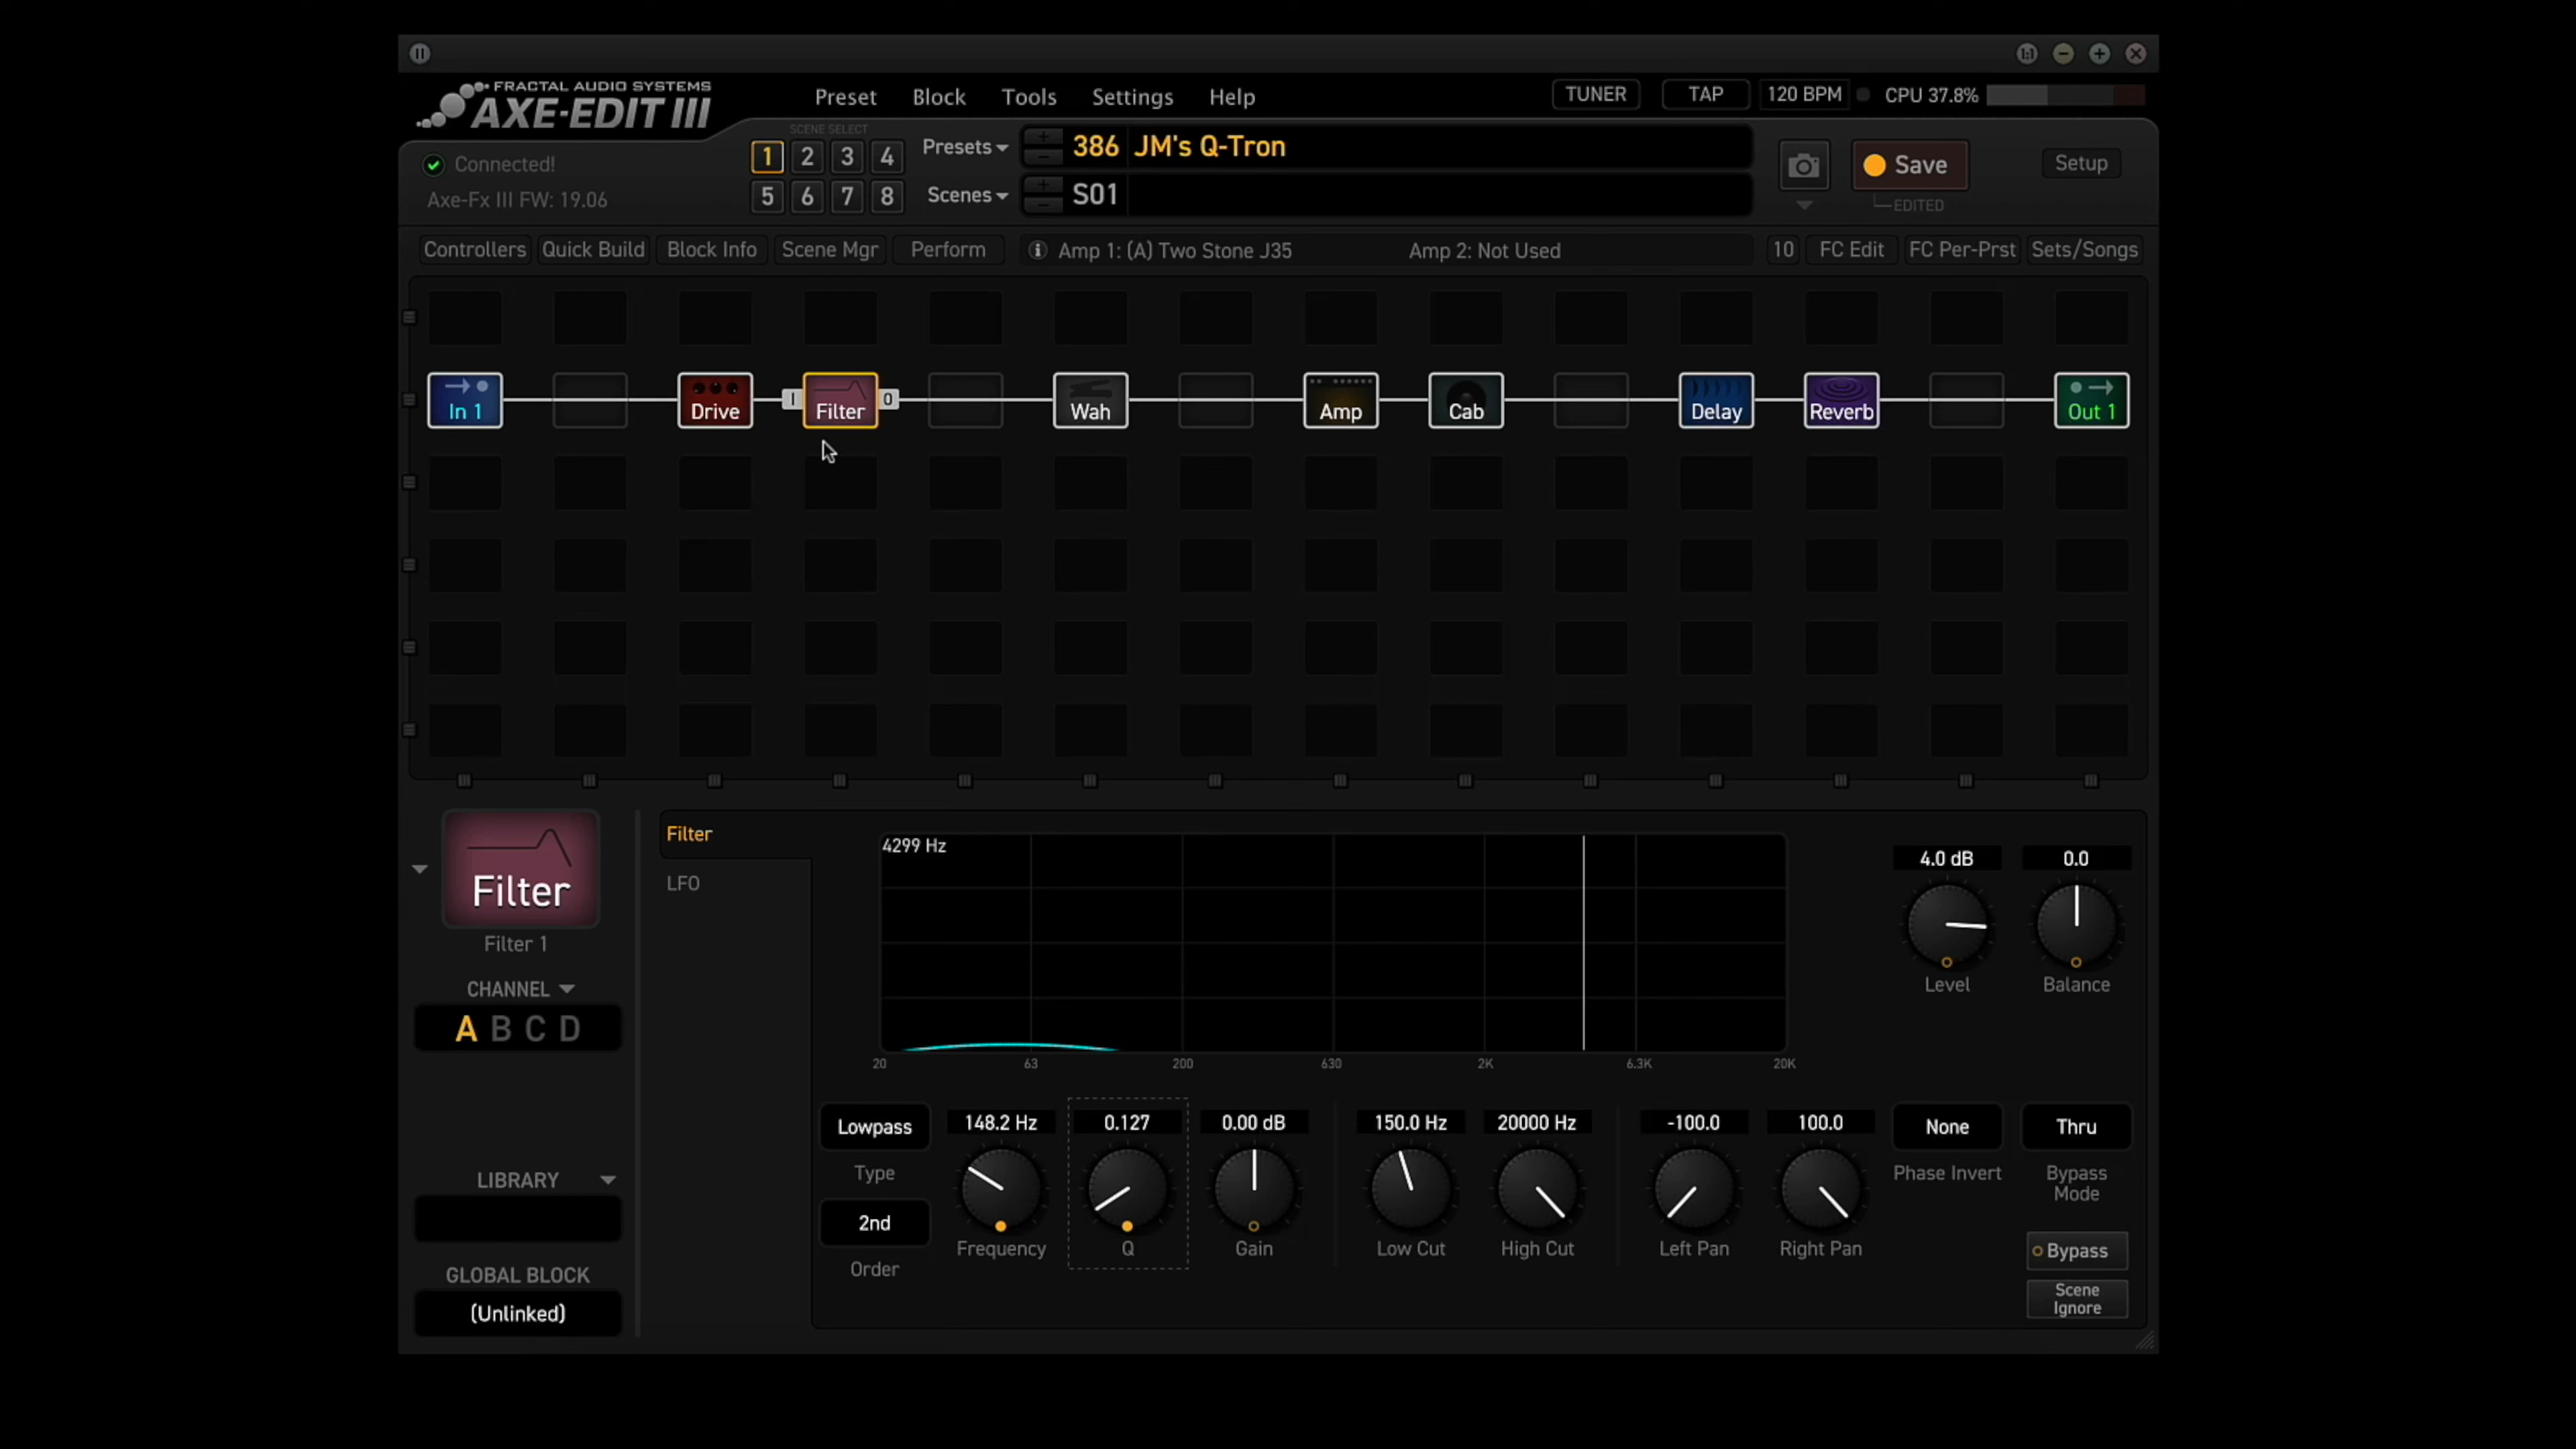 FRACTAL AUDIO SYSTEMS
AXE-EDIT III
Preset Block Tools Settings Help
TUNER TAP 120 BPM CPU 37.8%
SCENE SELECT
1 2 3 4
5 6 7 8
Presets 386 JM's Q-Tron
Scenes S01
Connected!
Axe-Fx III FW: 19.06
Save
EDITED
Setup
Controllers Quick Build Block Info Scene Mgr Perform
Amp 1: (A) Two Stone J35 Amp 2: Not Used
10 FC Edit FC Per-Prst Sets/Songs
In 1 Drive I Filter O Wah Amp Cab Delay Reverb Out 1
Filter
Filter 1
CHANNEL
A B C D
LIBRARY
GLOBAL BLOCK
(Unlinked)
Filter
LFO
4299 Hz
20 63 200 630 2K 6.3K 20K
4.0 dB 0.0
Level Balance
Lowpass
Type
2nd
Order
148.2 Hz 0.127 0.00 dB 150.0 Hz 20000 Hz -100.0 100.0
Frequency Q Gain Low Cut High Cut Left Pan Right Pan
None
Phase Invert
Thru
Bypass
Mode
Bypass
Scene
Ignore